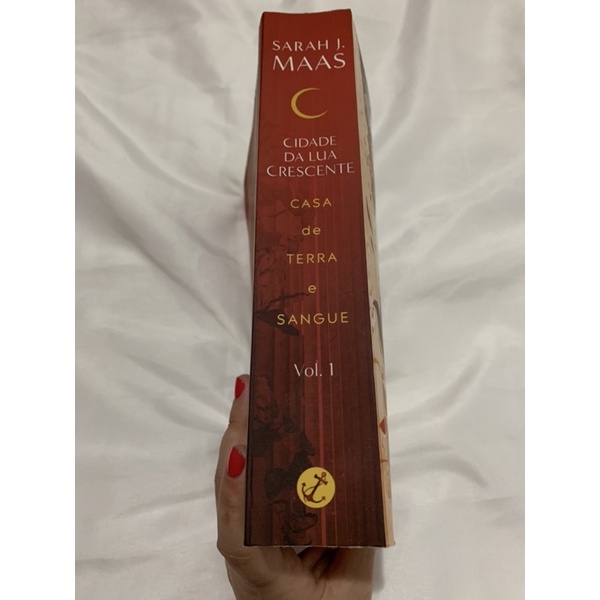 SARAH J.
MAAS
CIDADE
DA LUA
CRESCENTE
CASA
de
TERRA
e
SANGUE
Vol. 1